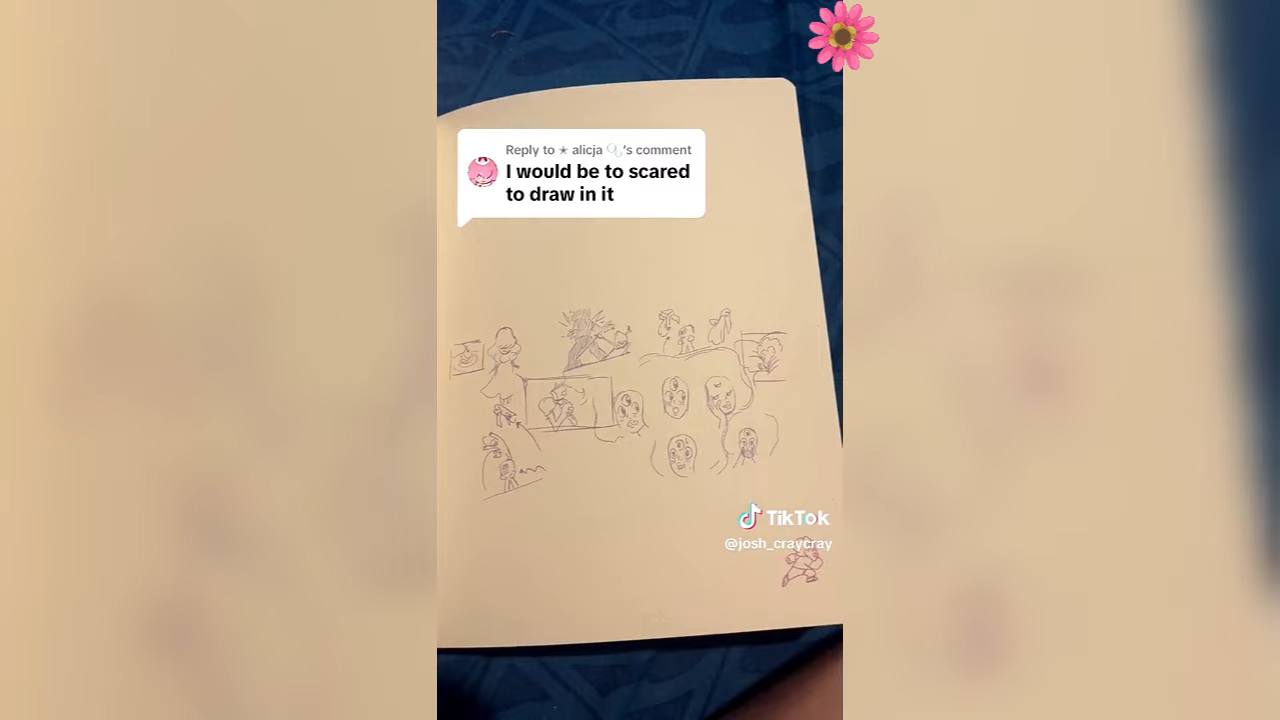 Reply to ★ alicja 🫧's comment
I would be to scared
to draw in it
TikTok
@josh_craycray